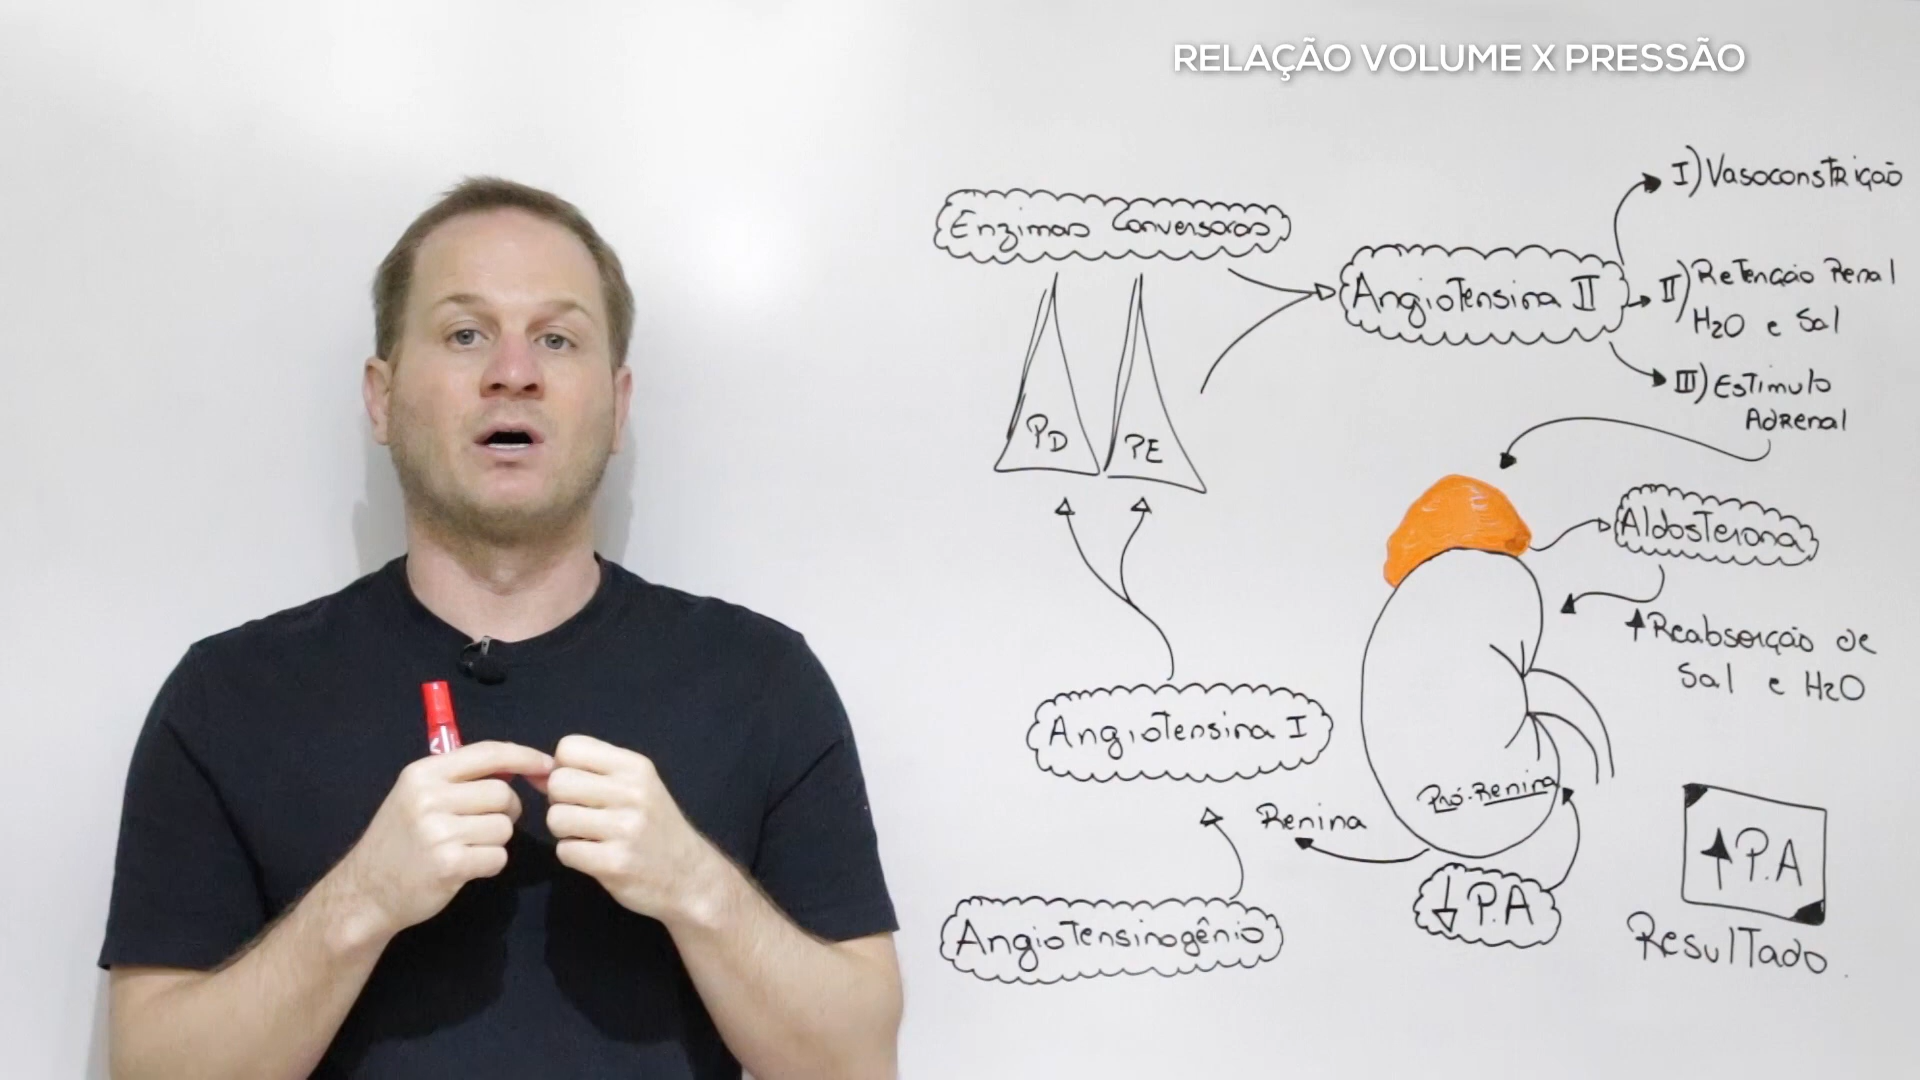 RELAÇÃO VOLUME X PRESSÃO
Enzimas Conversoras
Angiotensina II
I) Vasoconstrição
II) Retenção Renal
H2O e Sal
III) Estímulo
Adrenal
PD
PE
Aldosterona
↑ Reabsorção de
Sal e H2O
Angiotensina I
Renina
Pró-Renina
↓ P.A
Angiotensinogênio
↑ P.A
Resultado